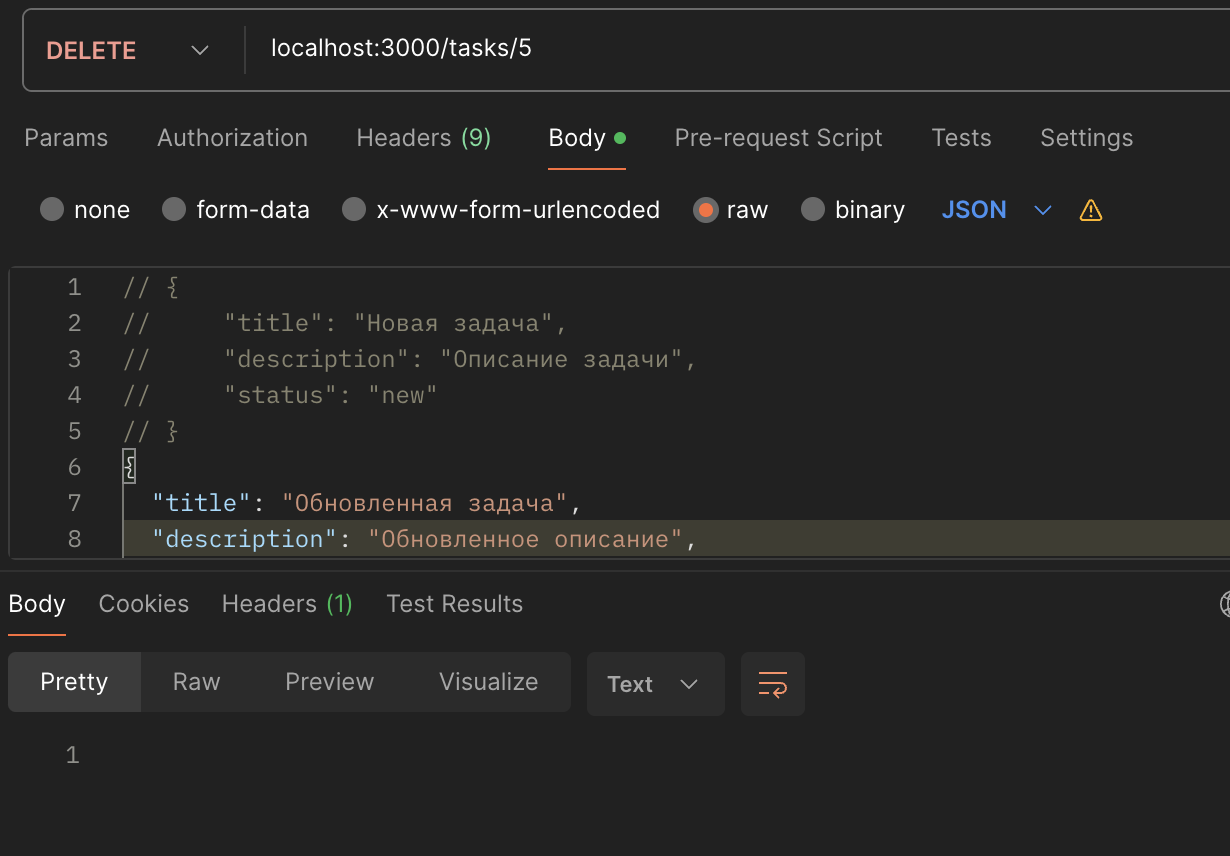 DELETE localhost:3000/tasks/5
Params Authorization Headers (9) Body Pre-request Script Tests Settings
none form-data x-www-form-urlencoded raw binary JSON
1 // {
2 //     "title": "Новая задача",
3 //     "description": "Описание задачи",
4 //     "status": "new"
5 // }
6 {
7   "title": "Обновленная задача",
8   "description": "Обновленное описание",
Body Cookies Headers (1) Test Results
Pretty Raw Preview Visualize Text
1